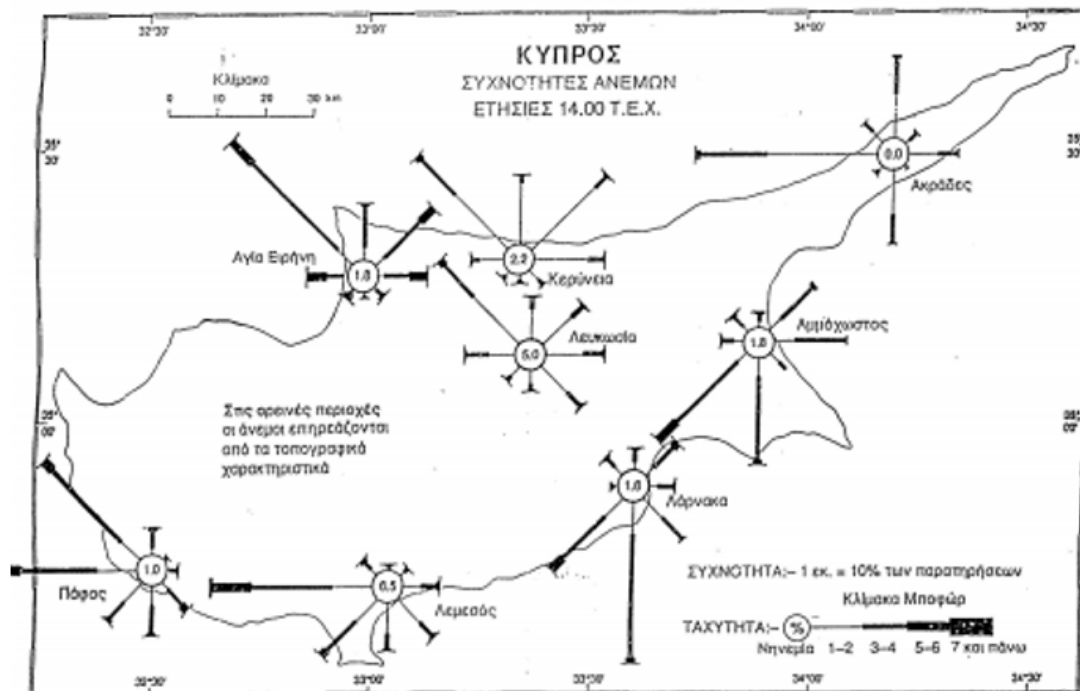 32°30'
33°00'
33°30'
34°00'
34°30'
ΚΥΠΡΟΣ
ΣΥΧΝΟΤΗΤΕΣ ΑΝΕΜΩΝ
ΕΤΗΣΙΕΣ 14.00 Τ.Ε.Χ.
Κλίμακα
0 10 20 30 km
35°
30'
35°
30'
0,0
Ακράδες
Αγία Ειρήνη
1.8
2,2
Κερύνεια
Λευκωσία
5,0
Αμμόχωστος
1,8
Στις ορεινές περιοχές
οι άνεμοι επηρεάζονται
από τα τοπογραφικά
χαρακτηριστικά
35°
00'
35°
00'
1,6
Λάρνακα
1,0
Πάφος
6,5
Λεμεσός
ΣΥΧΝΟΤΗΤΑ:- 1 εκ. = 10% των παρατηρήσεων
Κλίμακα Μποφώρ
ΤΑΧΥΤΗΤΑ:- %
Νηνεμία 1-2 3-4 5-6 7 και πάνω
32°30'
33°00'
33°30'
34°00'